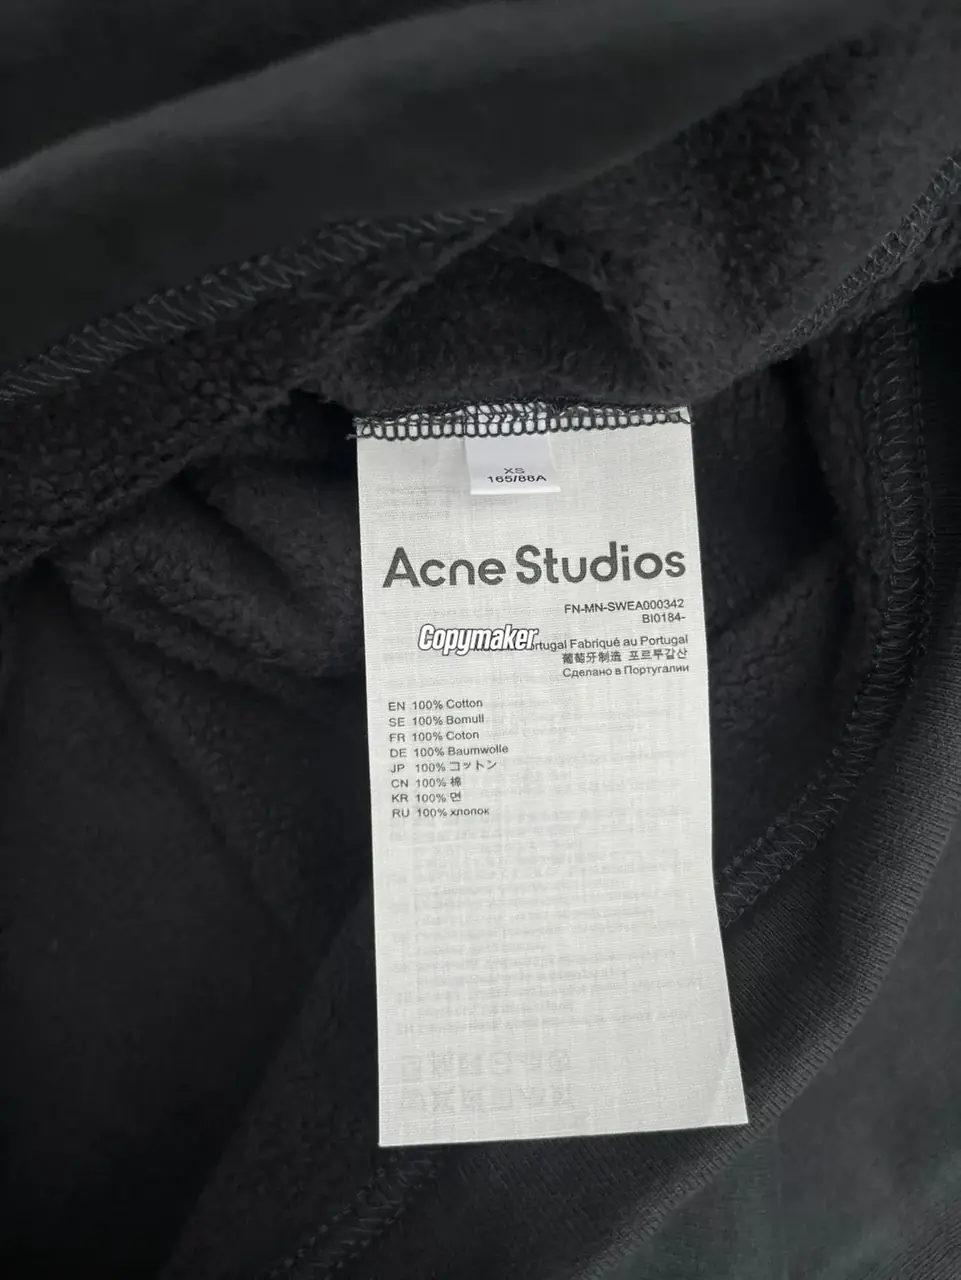 XS
165/88A
Acne Studios
FN-MN-SWEA000342
BI0184-
Copymaker
Fabriqué au Portugal
葡萄牙制造 포르투갈산
Сделано в Португалии
EN 100% Cotton
SE 100% Bomull
FR 100% Coton
DE 100% Baumwolle
JP 100% コットン
CN 100% 棉
KR 100% 면
RU 100% хлопок